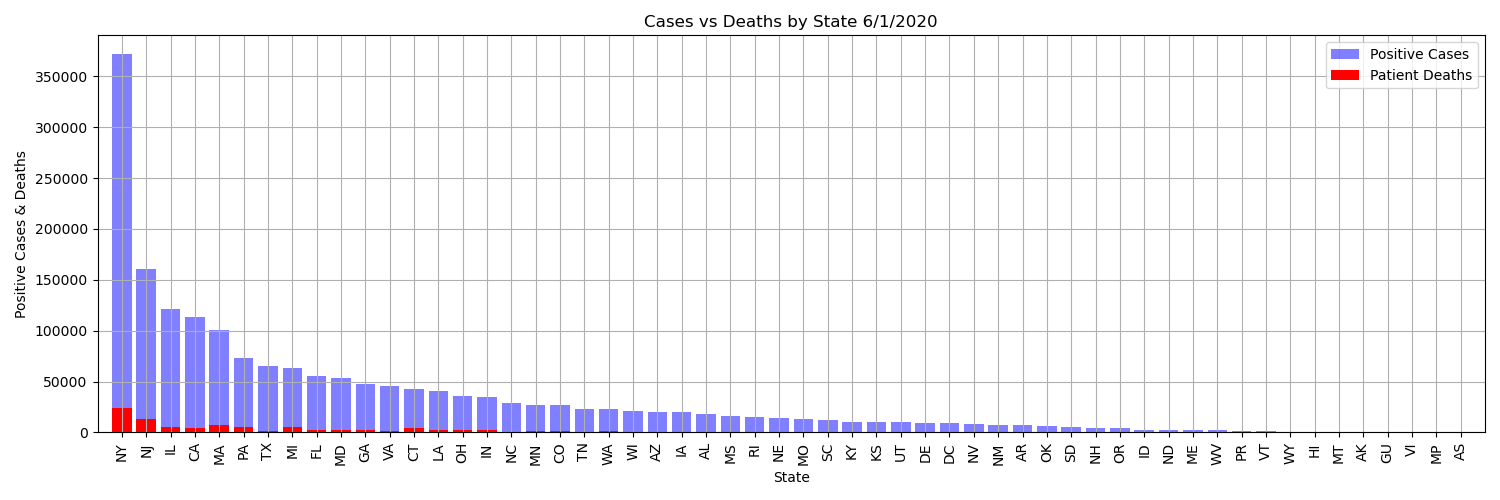 Cases vs Deaths by State 6/1/2020
Positive Cases
Patient Deaths
Positive Cases & Deaths
350000
300000
250000
200000
150000
100000
50000
0
NY NJ IL CA MA PA TX MI FL MD GA VA CT LA OH IN NC MN CO TN WA WI AZ IA AL MS RI NE MO SC KY KS UT DE DC NV NM AR OK SD NH OR ID ND ME WV PR VT WY HI MT AK GU VI MP AS
State